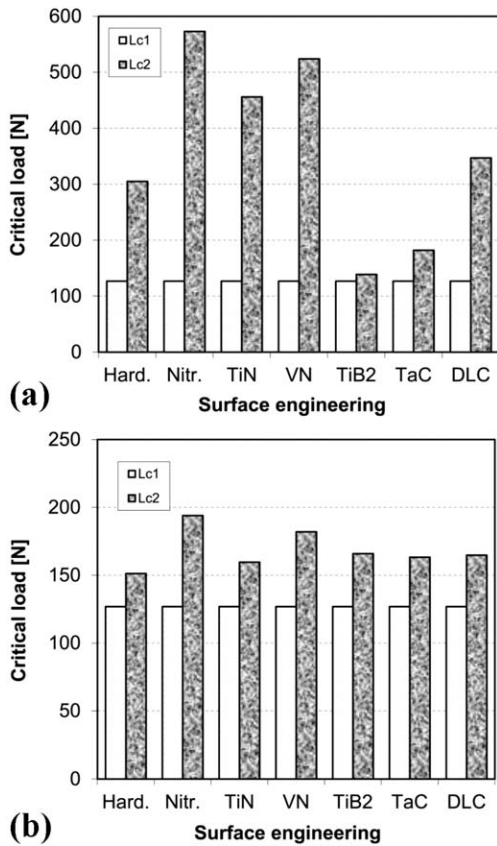 600
500
400
300
200
100
0
Critical load [N]
Lc1
Lc2
Hard. Nitr. TiN VN TiB2 TaC DLC
Surface engineering
(a)
250
200
150
100
50
0
Critical load [N]
Lc1
Lc2
Hard. Nitr. TiN VN TiB2 TaC DLC
Surface engineering
(b)